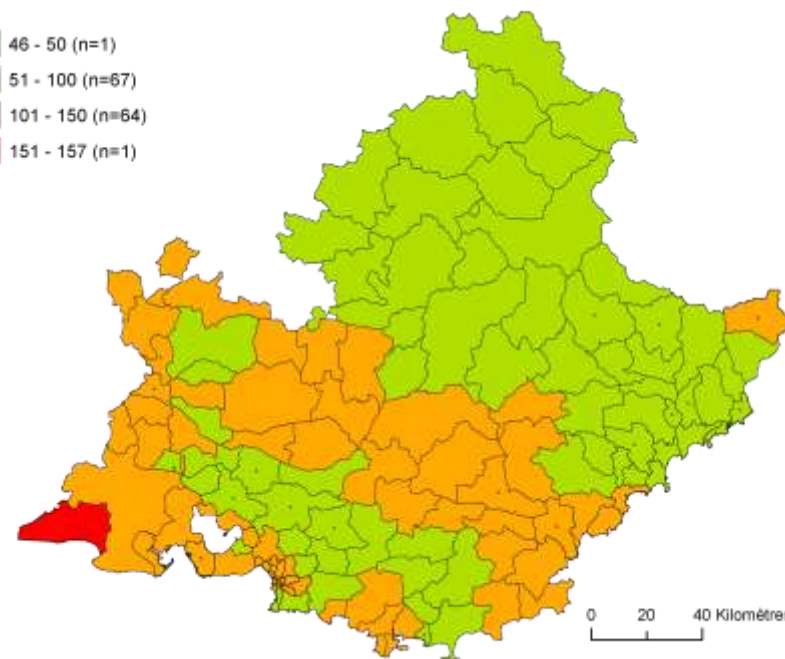 46 - 50 (n=1)
51 - 100 (n=67)
101 - 150 (n=64)
151 - 157 (n=1)
0 20 40 Kilomètres